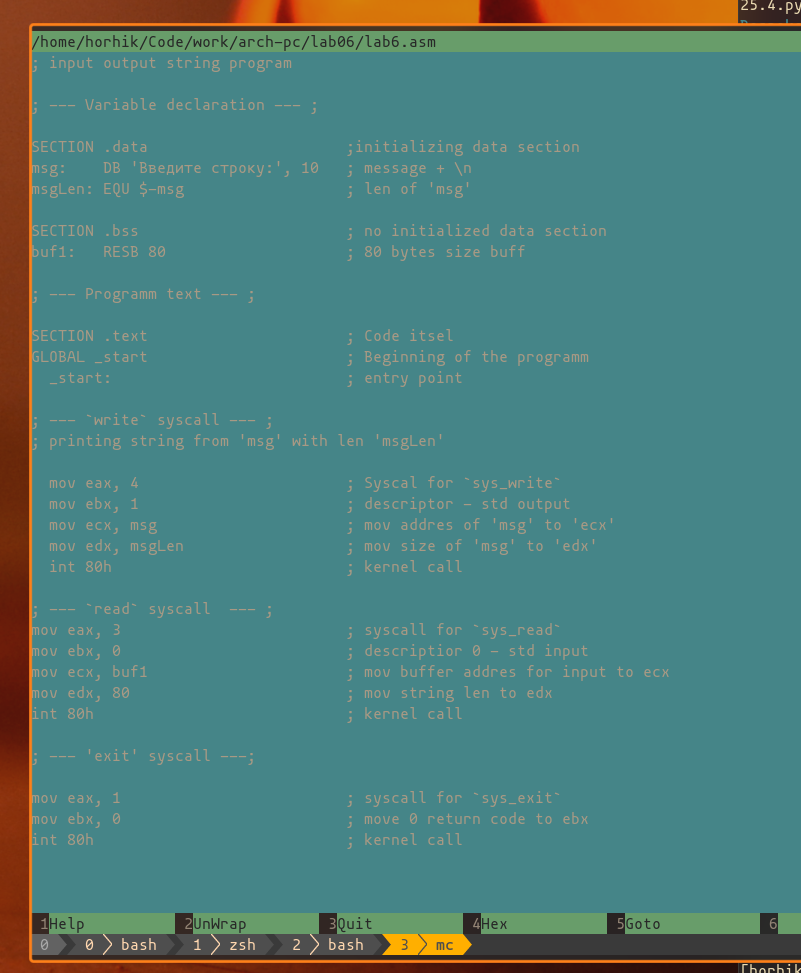 25.4.py
/home/horhik/Code/work/arch-pc/lab06/lab6.asm
; input output string program
; --- Variable declaration --- ;
SECTION .data ;initializing data section
msg: DB 'Введите строку:', 10 ; message + \n
msgLen: EQU $-msg ; len of 'msg'
SECTION .bss ; no initialized data section
buf1: RESB 80 ; 80 bytes size buff
; --- Programm text --- ;
SECTION .text ; Code itsel
GLOBAL _start ; Beginning of the programm
_start: ; entry point
; --- `write` syscall --- ;
; printing string from 'msg' with len 'msgLen'
mov eax, 4 ; Syscal for `sys_write`
mov ebx, 1 ; descriptor - std output
mov ecx, msg ; mov addres of 'msg' to 'ecx'
mov edx, msgLen ; mov size of 'msg' to 'edx'
int 80h ; kernel call
; --- `read` syscall --- ;
mov eax, 3 ; syscall for `sys_read`
mov ebx, 0 ; descriptior 0 - std input
mov ecx, buf1 ; mov buffer addres for input to ecx
mov edx, 80 ; mov string len to edx
int 80h ; kernel call
; --- 'exit' syscall ---;
mov eax, 1 ; syscall for `sys_exit`
mov ebx, 0 ; move 0 return code to ebx
int 80h ; kernel call
1Help 2UnWrap 3Quit 4Hex 5Goto 6
0 0 bash 1 zsh 2 bash 3 mc
[horhik